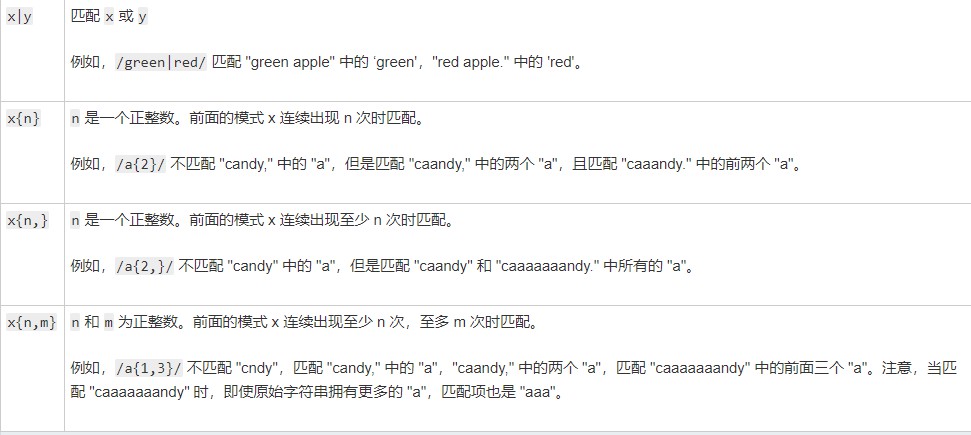 x|y
匹配 x 或 y
例如，/green|red/ 匹配 "green apple" 中的 ‘green'，"red apple." 中的 'red'。
x{n}
n 是一个正整数。前面的模式 x 连续出现 n 次时匹配。
例如，/a{2}/ 不匹配 "candy," 中的 "a"，但是匹配 "caandy," 中的两个 "a"，且匹配 "caaandy." 中的前两个 "a"。
x{n,}
n 是一个正整数。前面的模式 x 连续出现至少 n 次时匹配。
例如，/a{2,}/ 不匹配 "candy" 中的 "a"，但是匹配 "caandy" 和 "caaaaaaandy." 中所有的 "a"。
x{n,m}
n 和 m 为正整数。前面的模式 x 连续出现至少 n 次，至多 m 次时匹配。
例如，/a{1,3}/ 不匹配 "cndy"，匹配 "candy," 中的 "a"，"caandy," 中的两个 "a"，匹配 "caaaaaaandy" 中的前面三个 "a"。注意，当匹
配 "caaaaaaandy" 时，即使原始字符串拥有更多的 "a"，匹配项也是 "aaa"。